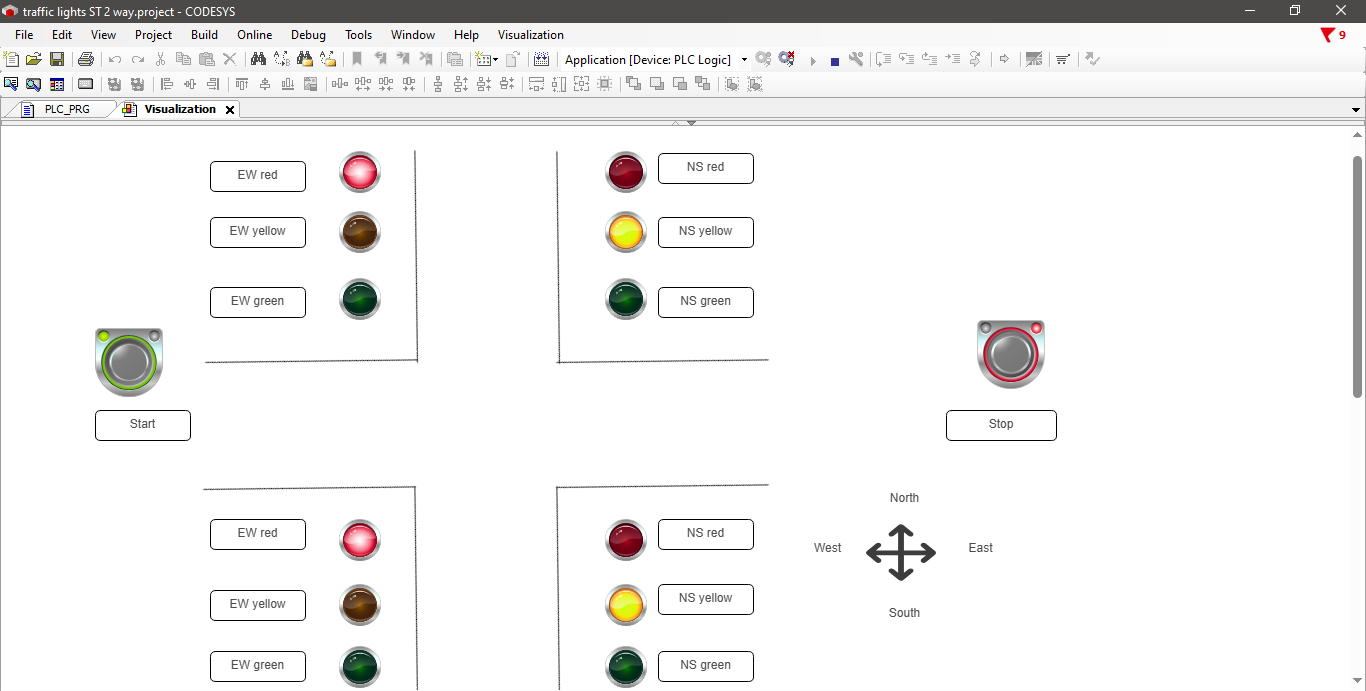 traffic lights ST 2 way.project - CODESYS
File Edit View Project Build Online Debug Tools Window Help Visualization
9
Application [Device: PLC Logic]
PLC_PRG Visualization
EW red NS red
EW yellow NS yellow
EW green NS green
Start Stop
North
West East
South
EW red NS red
EW yellow NS yellow
EW green NS green